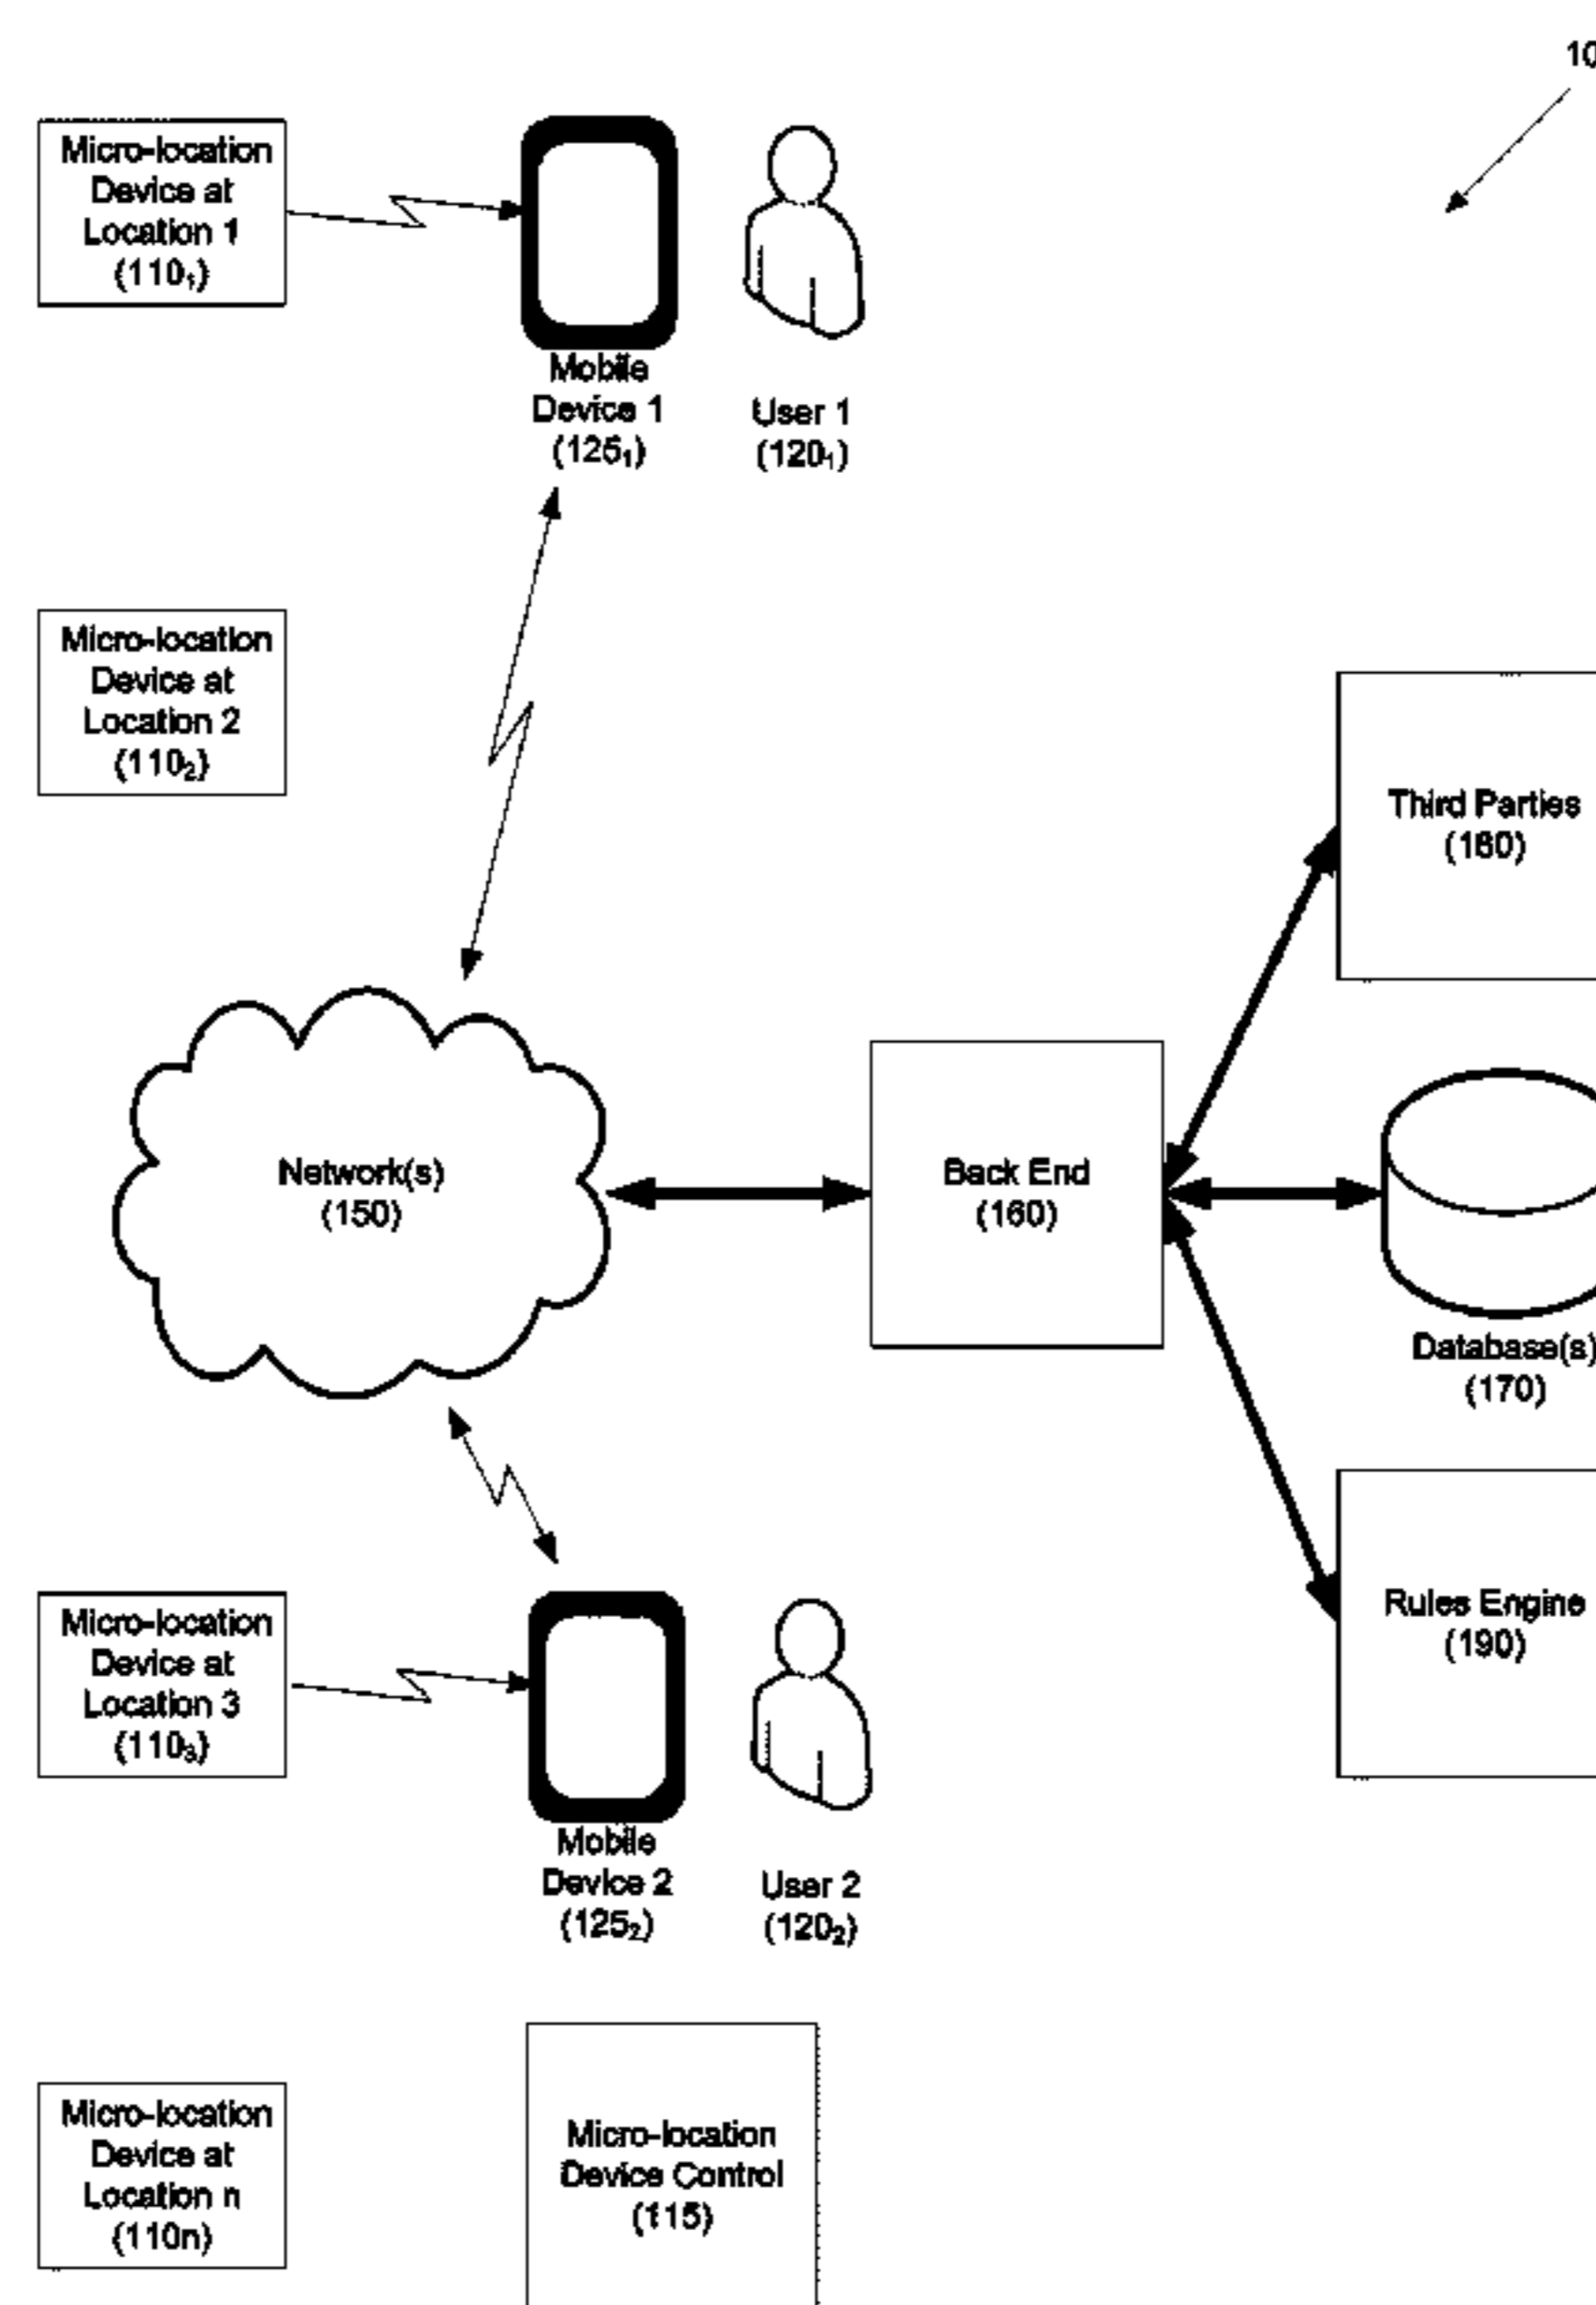 10
Micro-location
Device at
Location 1
(110₁)
Mobile
Device 1
(125₁)
User 1
(120₁)
Micro-location
Device at
Location 2
(110₂)
Third Parties
(180)
Network(s)
(150)
Back End
(160)
Database(s)
(170)
Micro-location
Device at
Location 3
(110₃)
Mobile
Device 2
(125₂)
User 2
(120₂)
Rules Engine
(190)
Micro-location
Device at
Location n
(110n)
Micro-location
Device Control
(115)